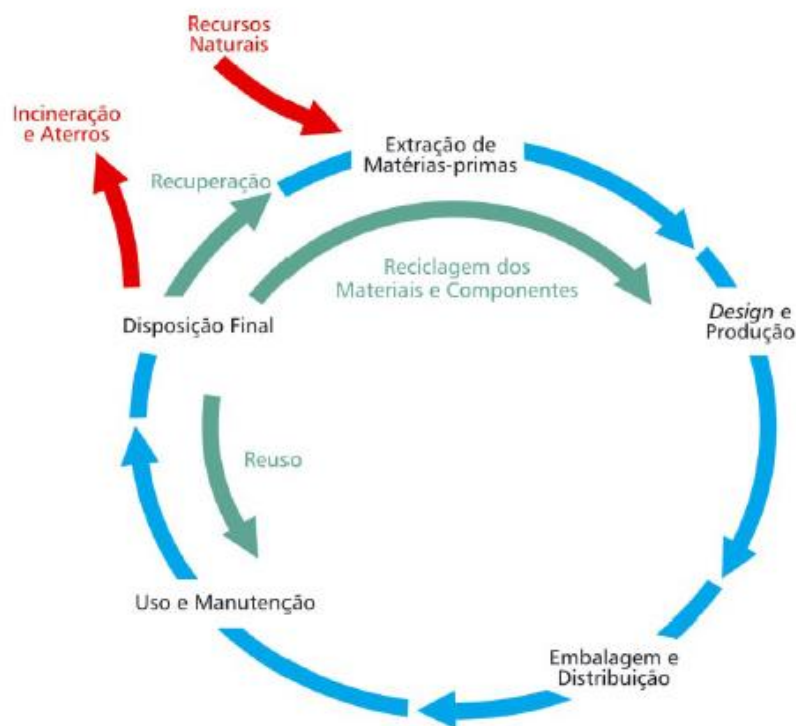 Recursos
Naturais
Incineração
e Aterros
Extração de
Matérias-primas
Recuperação
Reciclagem dos
Materiais e Componentes
Design e
Produção
Disposição Final
Reuso
Uso e Manutenção
Embalagem e
Distribuição